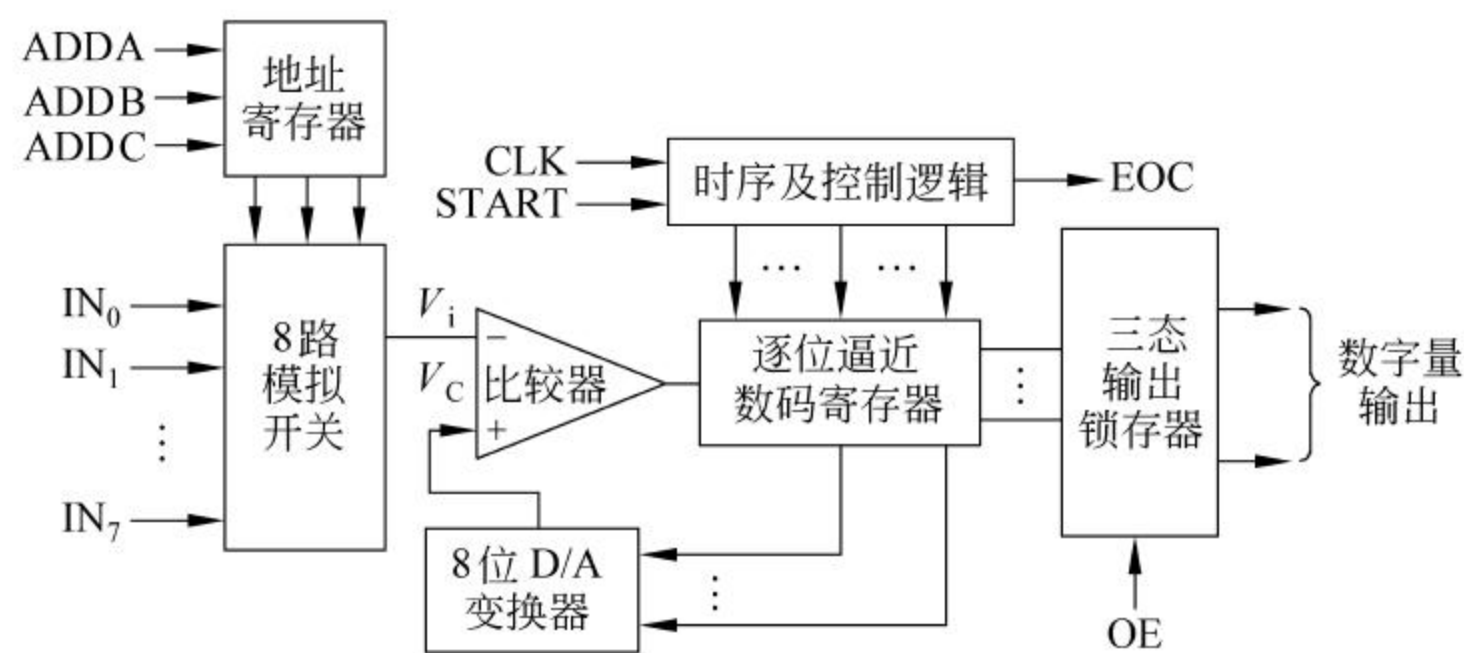 ADDA
ADDB
ADDC
地址
寄存器
CLK
START
时序及控制逻辑
EOC
… …
IN₀
IN₁
⋮
IN₇
8路
模拟
开关
Vᵢ
V_C
−
比较器
+
逐位逼近
数码寄存器
⋮
三态
输出
锁存器
数字量
输出
8位 D/A
变换器
⋮
OE